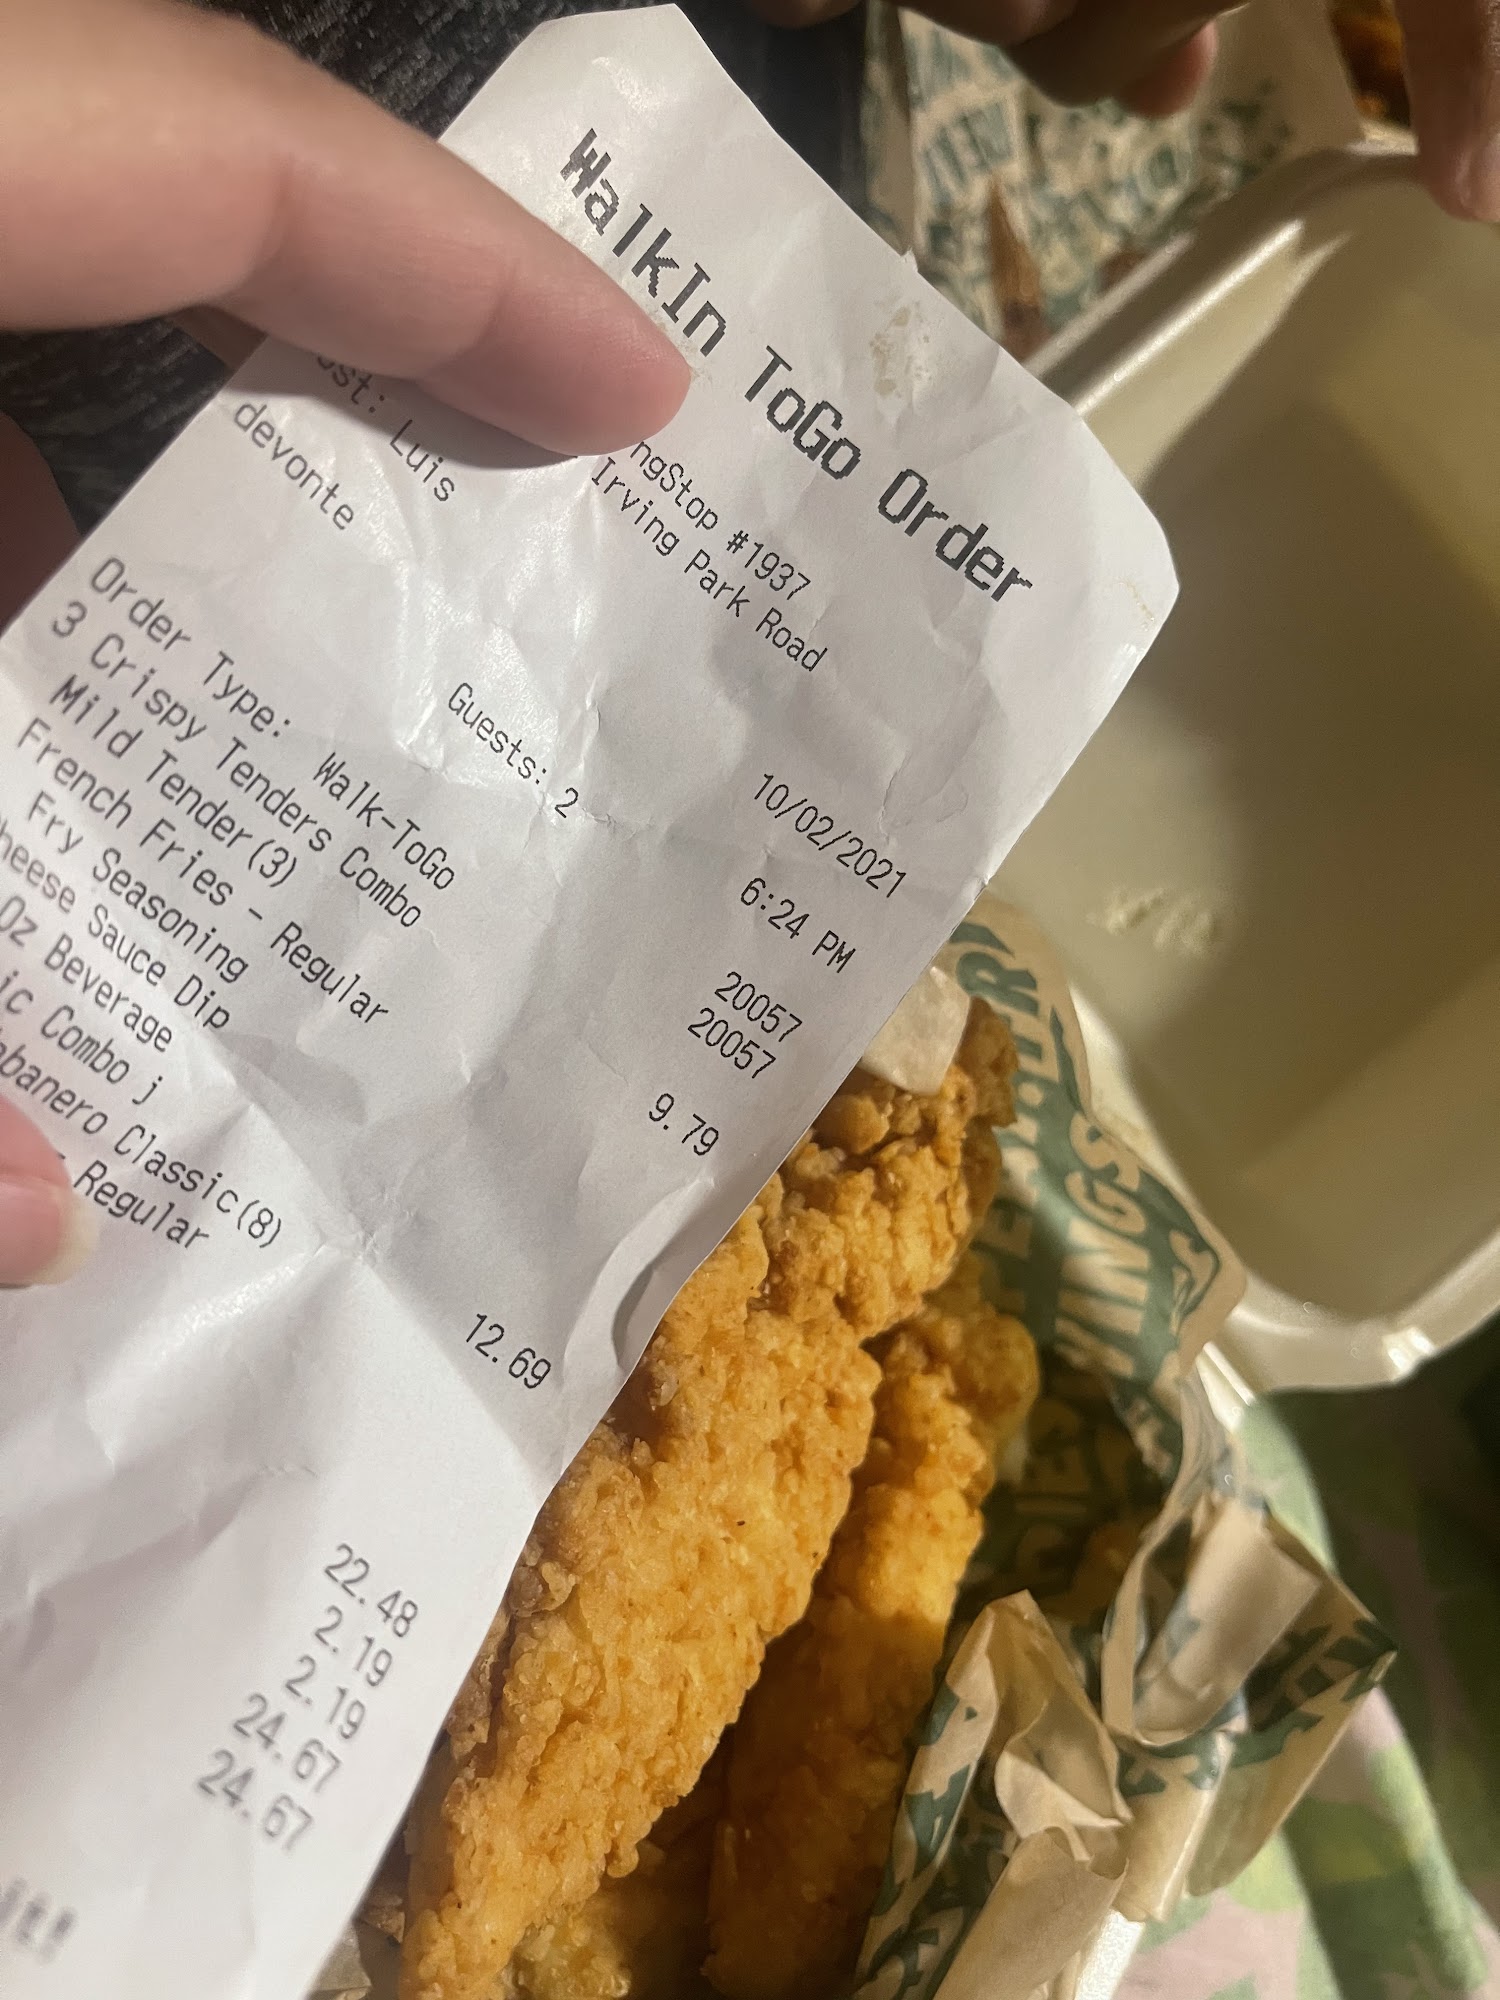 WalkIn ToGo Order
ngStop #1937
Irving Park Road
ost: Luis
devonte
10/02/2021
6:24 PM
Guests: 2
20057
20057
Order Type: Walk-ToGo
3 Crispy Tenders Combo 9.79
Mild Tender(3)
French Fries - Regular
Fry Seasoning
heese Sauce Dip
Oz Beverage
ic Combo j 12.69
abanero Classic(8)
- Regular
22.48
2.19
2.19
24.67
24.67
it!
WINGS